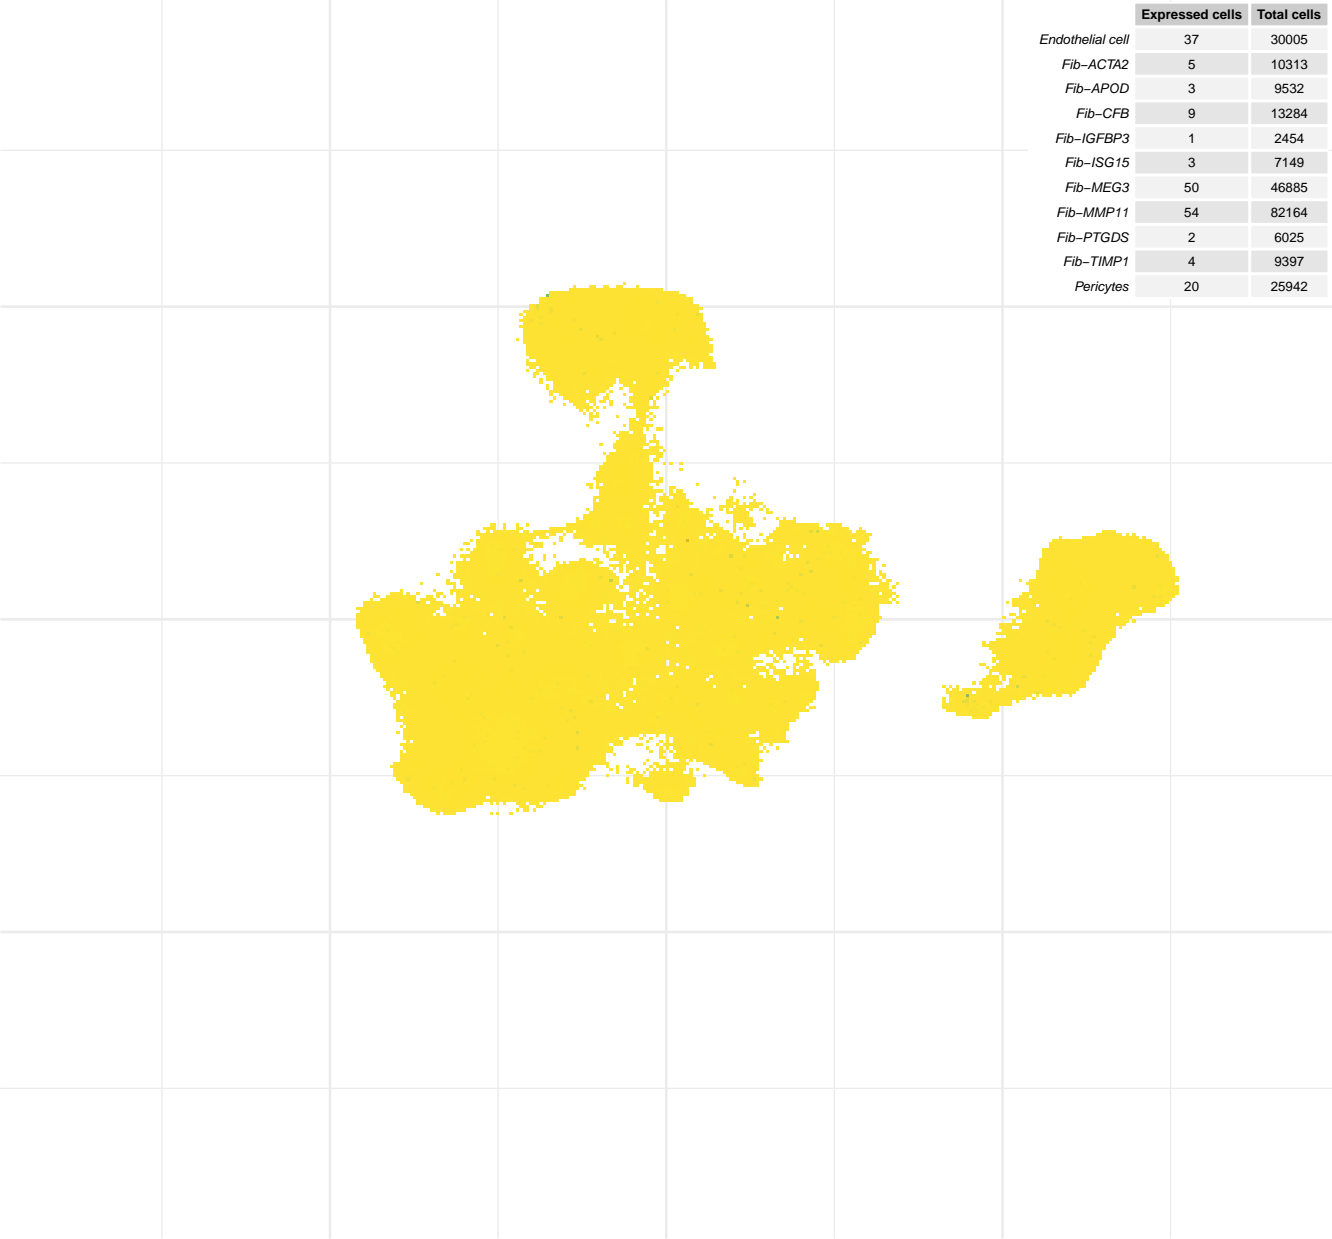 Expressed cells Total cells
Endothelial cell 37 30005
Fib−ACTA2 5 10313
Fib−APOD 3 9532
Fib−CFB 9 13284
Fib−IGFBP3 1 2454
Fib−ISG15 3 7149
Fib−MEG3 50 46885
Fib−MMP11 54 82164
Fib−PTGDS 2 6025
Fib−TIMP1 4 9397
Pericytes 20 25942